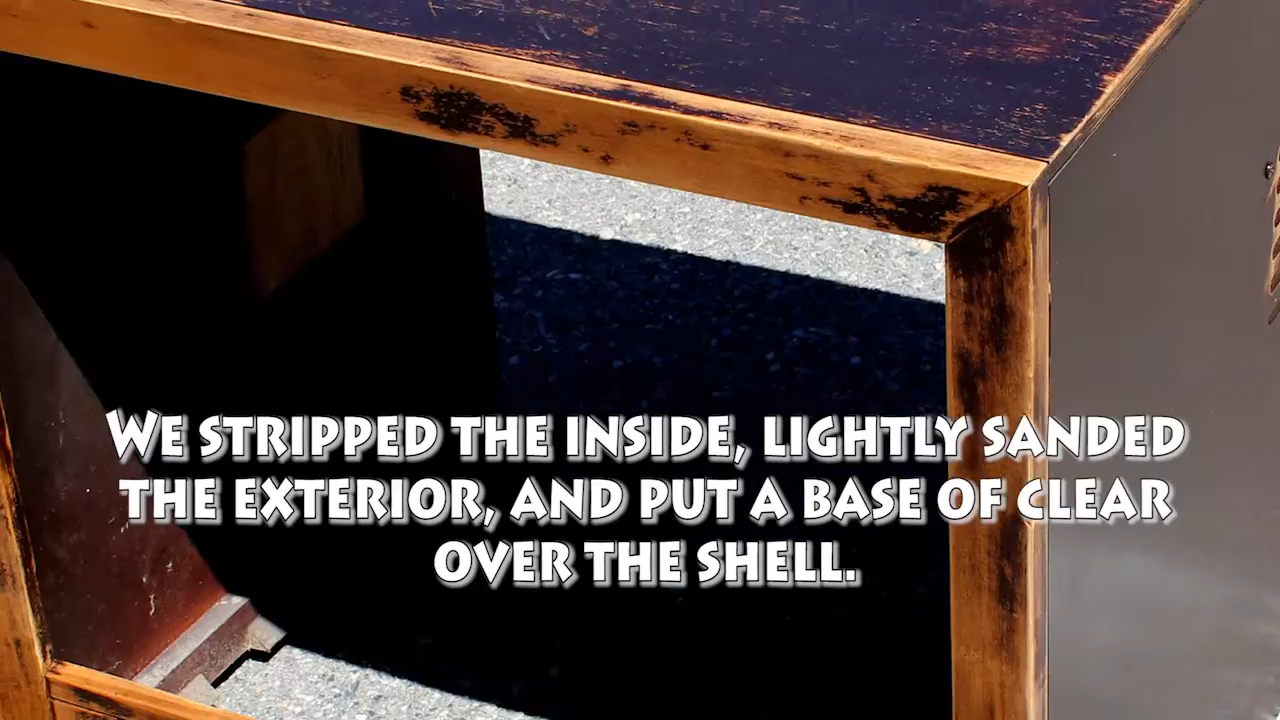 We stripped the inside, lightly sanded
the exterior, and put a base of clear
over the shell.